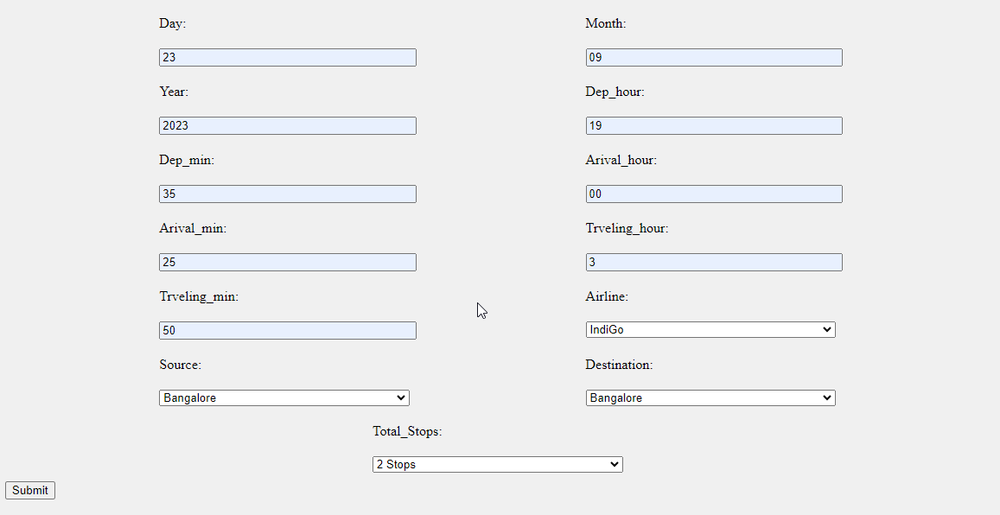 Day: Month:
23 09
Year: Dep_hour:
2023 19
Dep_min: Arival_hour:
35 00
Arival_min: Trveling_hour:
25 3
Trveling_min: Airline:
50 IndiGo
Source: Destination:
Bangalore Bangalore
Total_Stops:
2 Stops
Submit